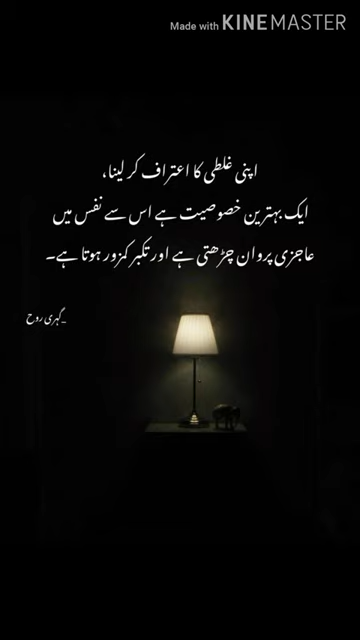 Made with KINEMASTER
اپنی غلطی کا اعتراف کر لینا،
ایک بہترین خصوصیت ہے اس سے نفس میں
عاجزی پروان چڑھتی ہے اور تکبر کمزور ہوتا ہے۔
_گہری روح